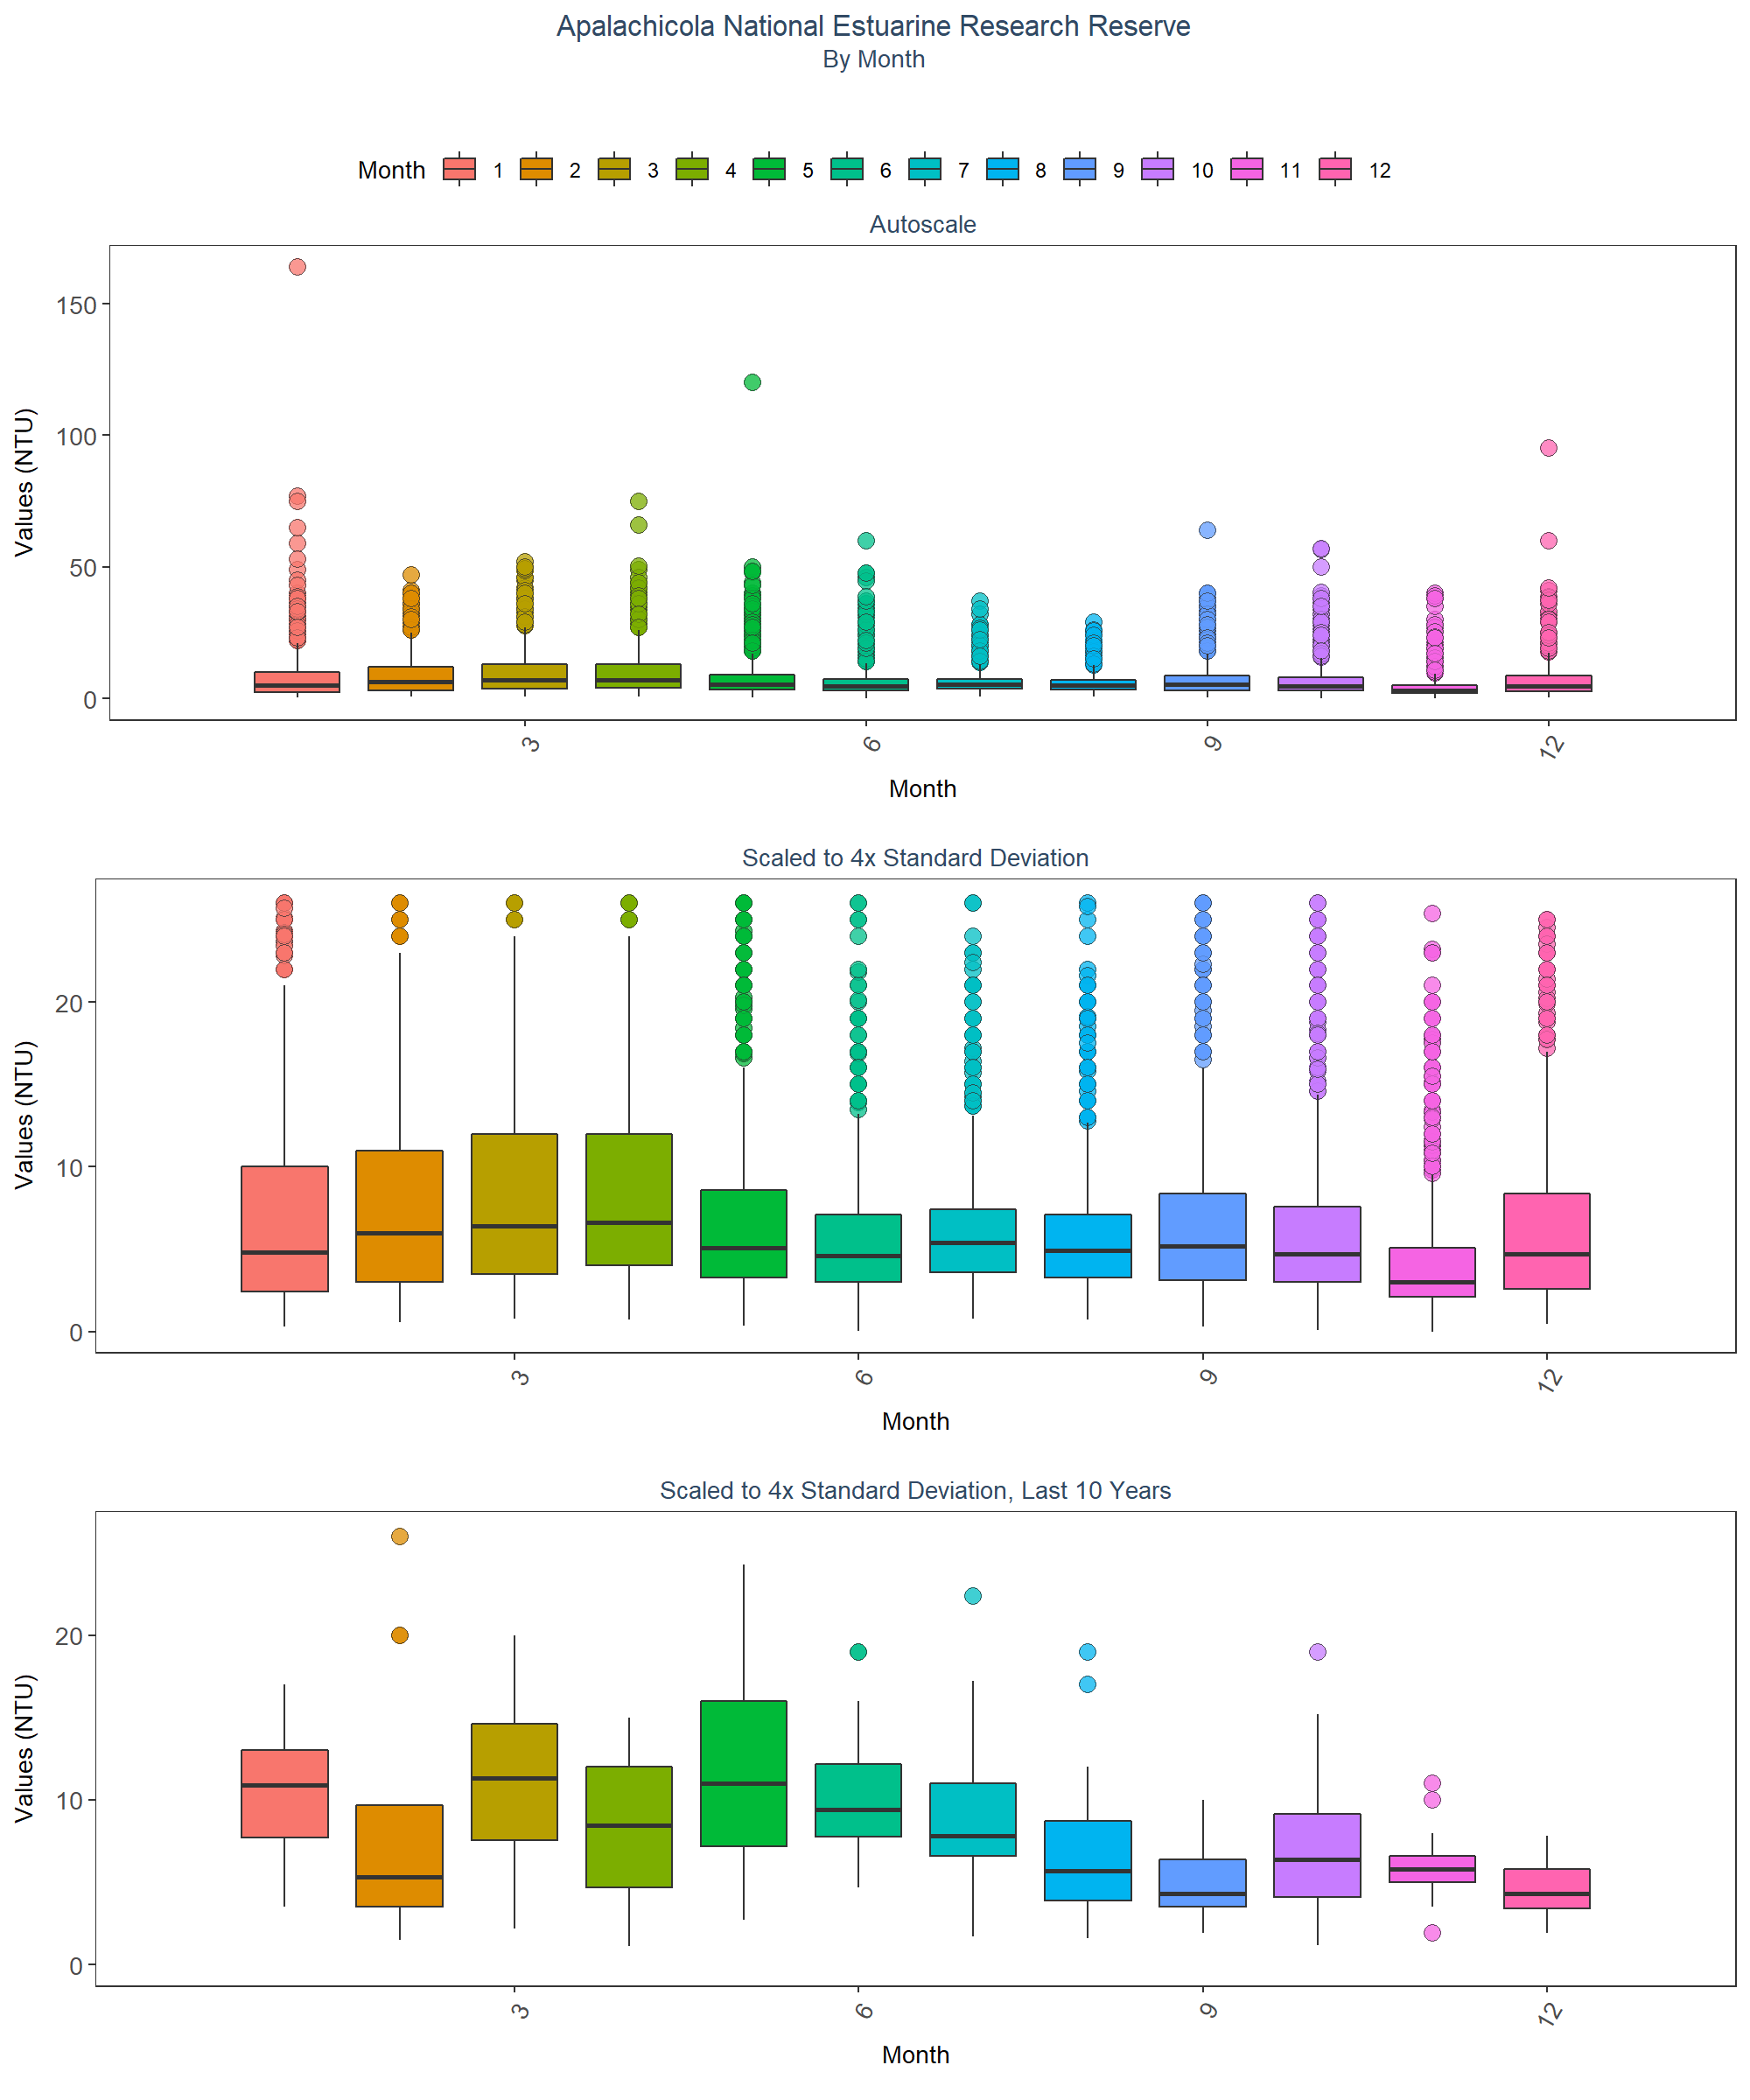 Apalachicola National Estuarine Research Reserve
By Month
Month 1 2 3 4 5 6 7 8 9 10 11 12
Autoscale
Values (NTU)
150
100
50
0
3 6 9 12
Month
Scaled to 4x Standard Deviation
Values (NTU)
20
10
0
3 6 9 12
Month
Scaled to 4x Standard Deviation, Last 10 Years
Values (NTU)
20
10
0
3 6 9 12
Month